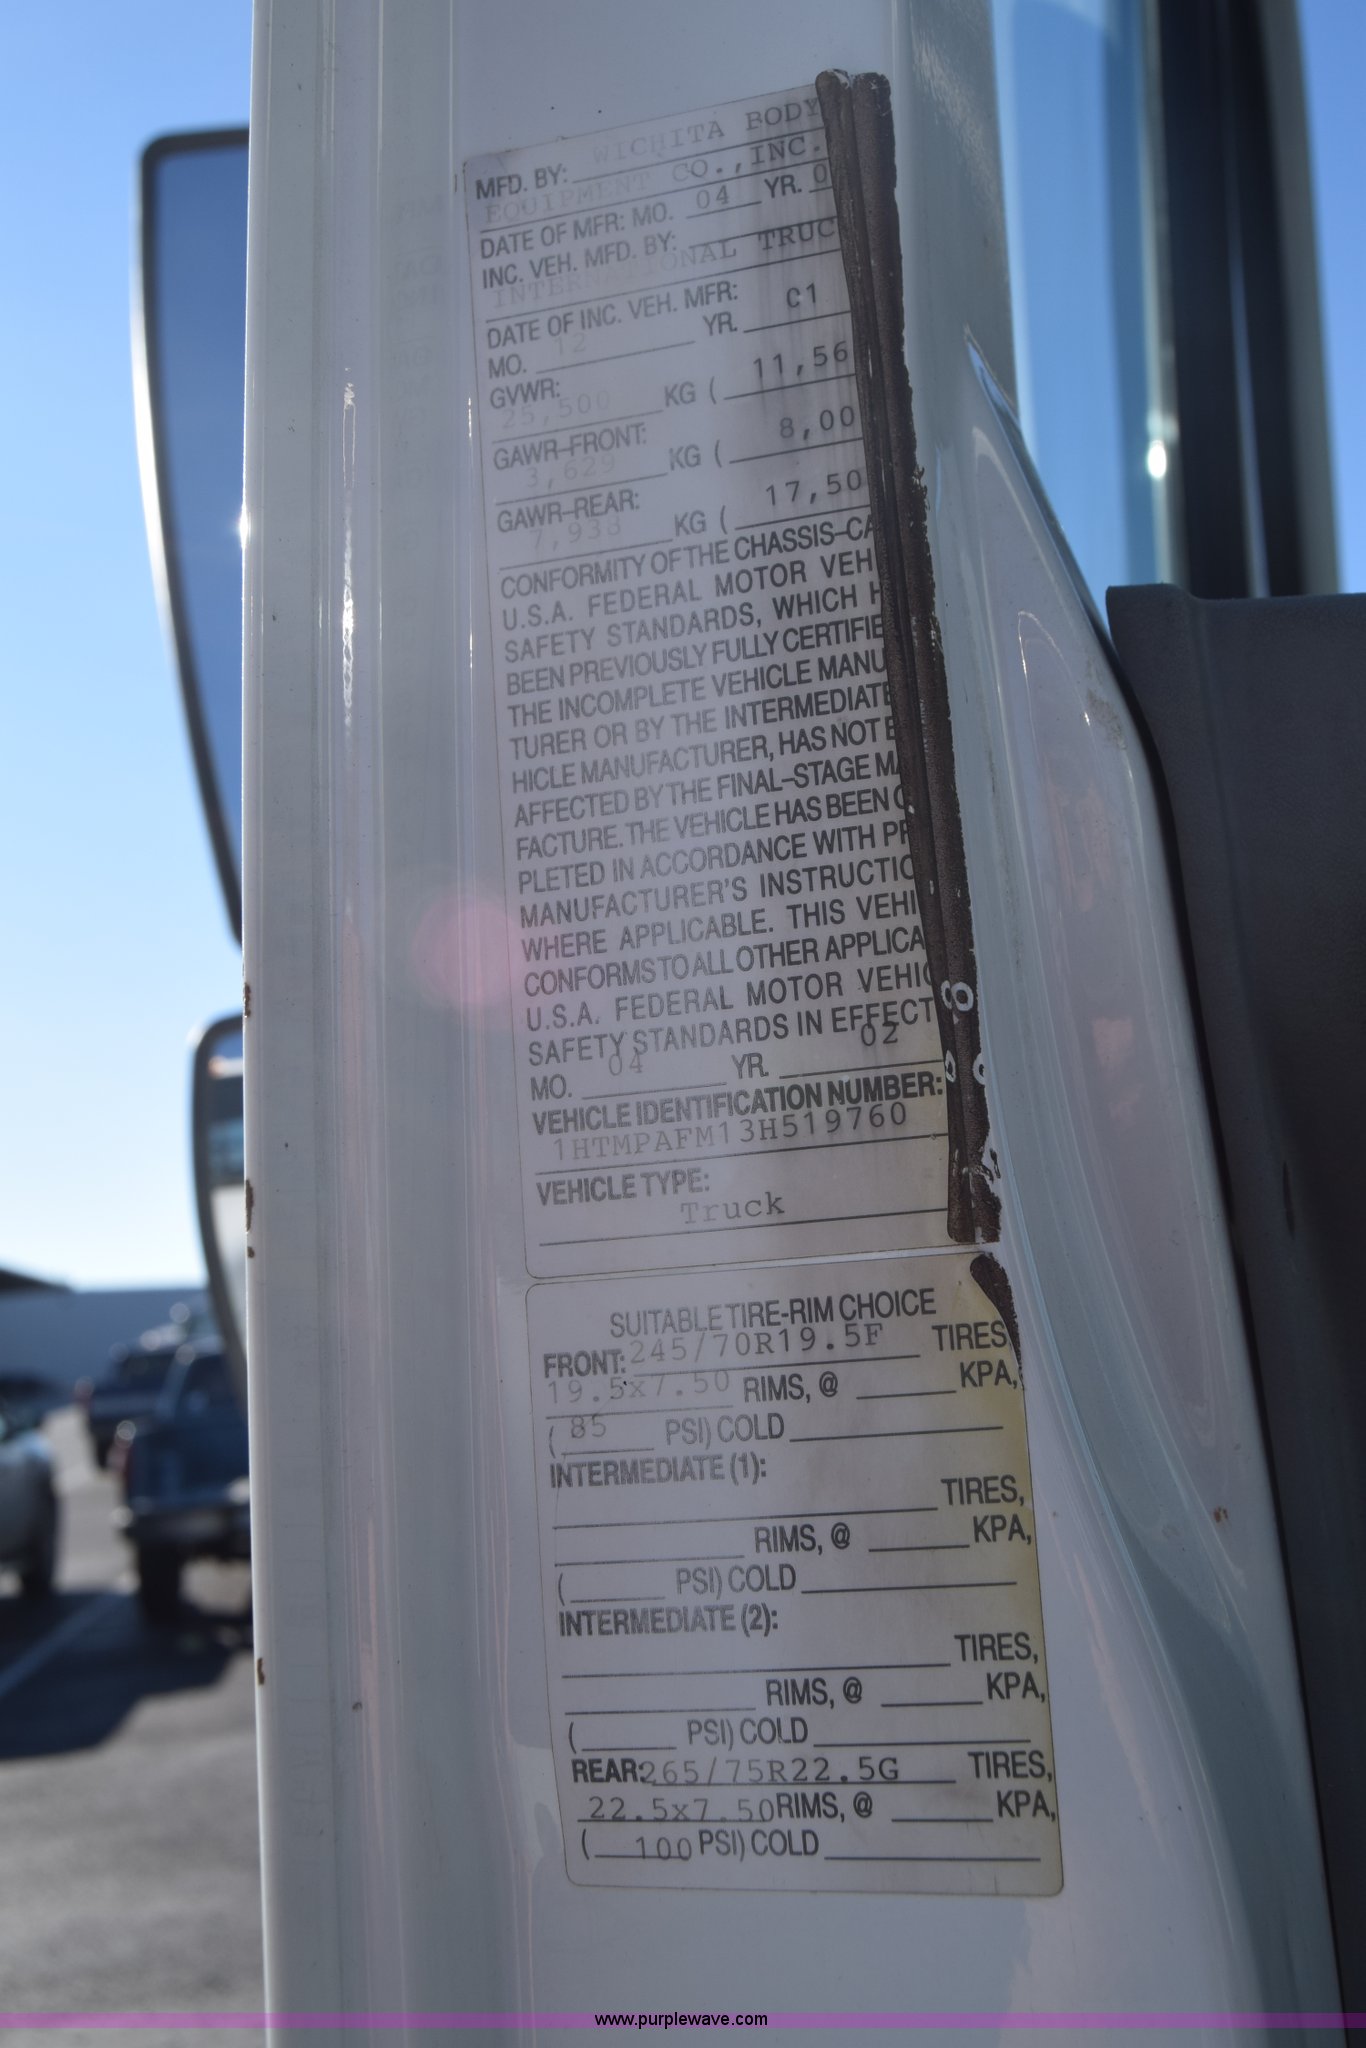 MFD. BY: WICHITA BODY
EQUIPMENT CO.,INC.
DATE OF MFR: MO. 04 YR. 0
INC. VEH. MFD. BY:
INTERNATIONAL TRUC
DATE OF INC. VEH. MFR:
MO. 12 YR. 01
GVWR:
25,500 KG ( 11,56
GAWR-FRONT:
3,629 KG ( 8,00
GAWR-REAR:
7,938 KG ( 17,50
CONFORMITY OF THE CHASSIS-CA
U.S.A. FEDERAL MOTOR VEH
SAFETY STANDARDS, WHICH H
BEEN PREVIOUSLY FULLY CERTIFIE
THE INCOMPLETE VEHICLE MANU
TURER OR BY THE INTERMEDIATE
HICLE MANUFACTURER, HAS NOT B
AFFECTED BY THE FINAL-STAGE MA
FACTURE. THE VEHICLE HAS BEEN C
PLETED IN ACCORDANCE WITH PR
MANUFACTURER'S INSTRUCTIO
WHERE APPLICABLE. THIS VEHI
CONFORMS TO ALL OTHER APPLICA
U.S.A. FEDERAL MOTOR VEHIC
SAFETY STANDARDS IN EFFECT
MO. 04 YR. 02
VEHICLE IDENTIFICATION NUMBER:
1HTMPAFM13H519760
VEHICLE TYPE:
Truck
SUITABLE TIRE-RIM CHOICE
FRONT: 245/70R19.5F TIRES,
19.5x7.50 RIMS, @ KPA,
( 85 PSI) COLD
INTERMEDIATE (1):
TIRES,
RIMS, @ KPA,
( PSI) COLD
INTERMEDIATE (2):
TIRES,
RIMS, @ KPA,
( PSI) COLD
REAR: 265/75R22.5G TIRES,
22.5x7.50 RIMS, @ KPA,
( 100 PSI) COLD
www.purplewave.com